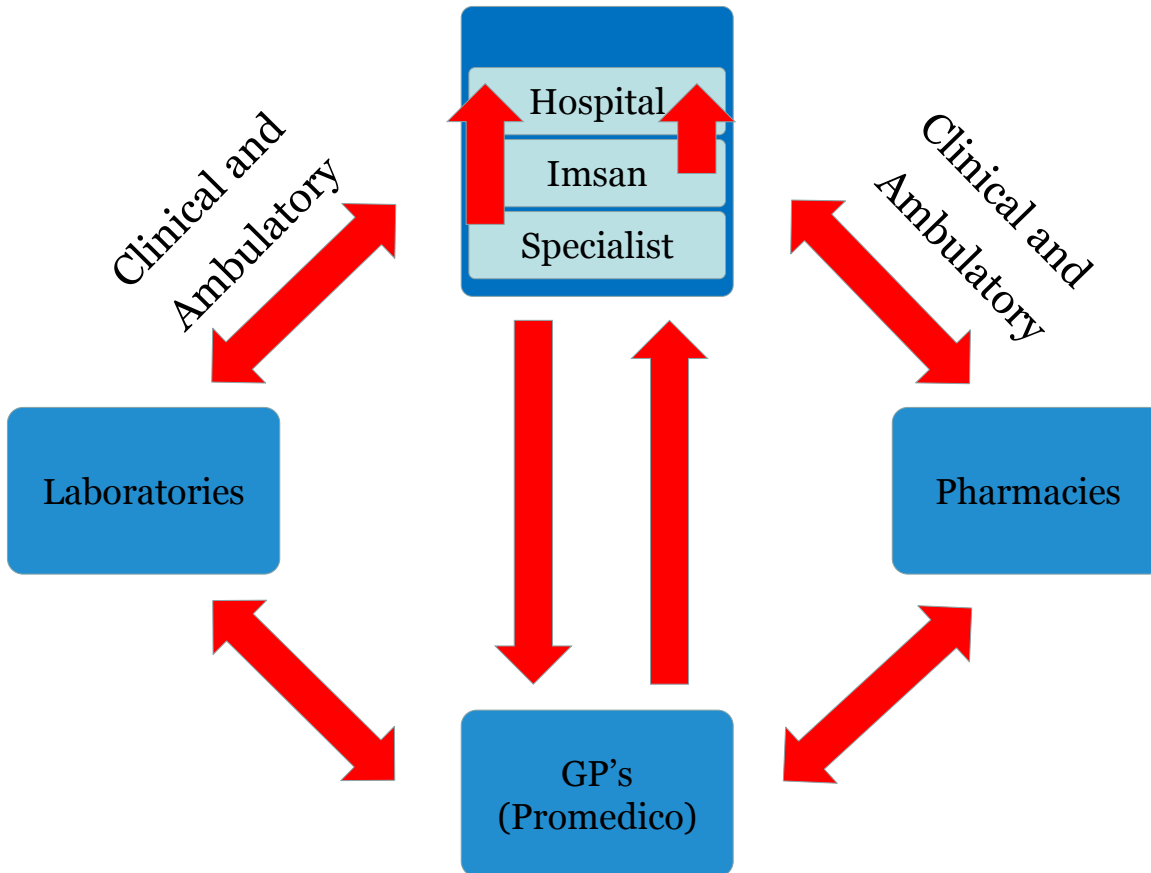 Hospital
Imsan
Specialist
Clinical and
Ambulatory
Clinical and
Ambulatory
Laboratories
Pharmacies
GP’s
(Promedico)